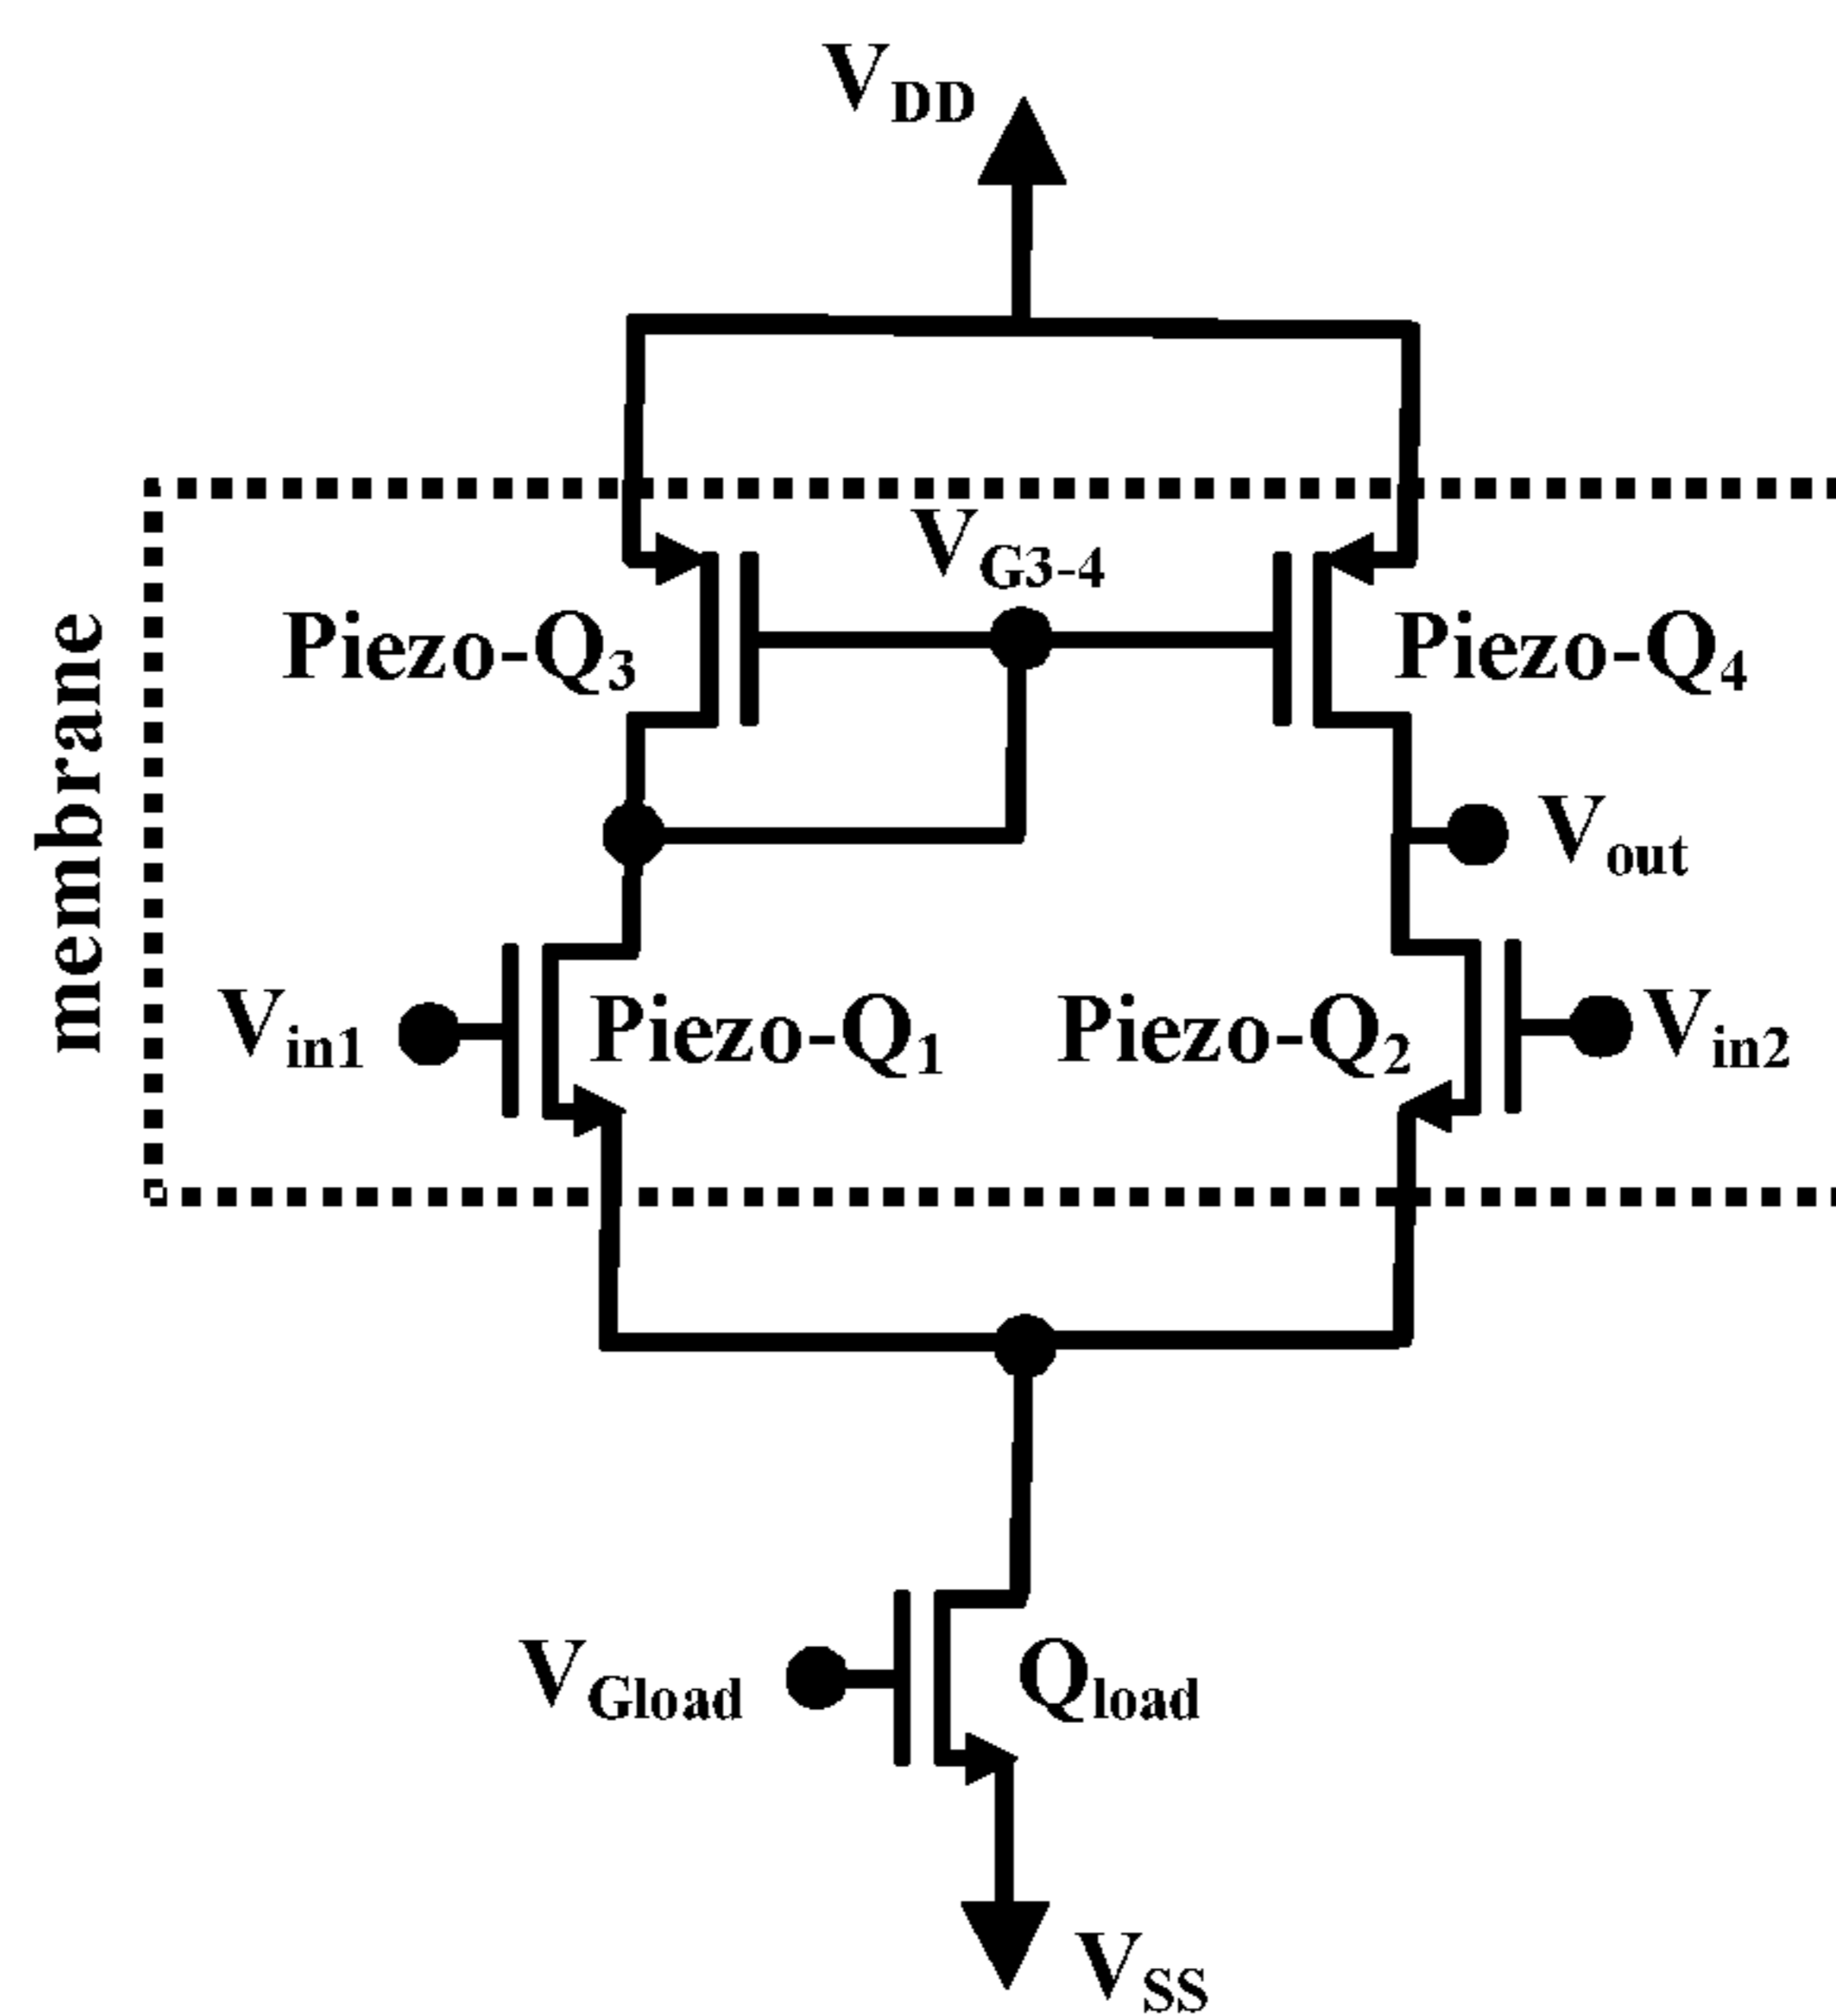 VDD
VG3-4
Piezo-Q3
Piezo-Q4
membrane
Vout
Vin1
Piezo-Q1
Piezo-Q2
Vin2
VGload
Qload
VSS